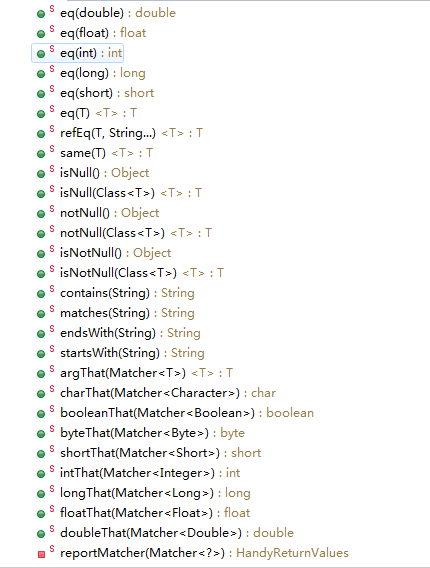 S eq(double) : double
S eq(float) : float
S eq(int) : int
S eq(long) : long
S eq(short) : short
S eq(T) <T> : T
S refEq(T, String...) <T> : T
S same(T) <T> : T
S isNull() : Object
S isNull(Class<T>) <T> : T
S notNull() : Object
S notNull(Class<T>) <T> : T
S isNotNull() : Object
S isNotNull(Class<T>) <T> : T
S contains(String) : String
S matches(String) : String
S endsWith(String) : String
S startsWith(String) : String
S argThat(Matcher<T>) <T> : T
S charThat(Matcher<Character>) : char
S booleanThat(Matcher<Boolean>) : boolean
S byteThat(Matcher<Byte>) : byte
S shortThat(Matcher<Short>) : short
S intThat(Matcher<Integer>) : int
S longThat(Matcher<Long>) : long
S floatThat(Matcher<Float>) : float
S doubleThat(Matcher<Double>) : double
S reportMatcher(Matcher<?>) : HandyReturnValues